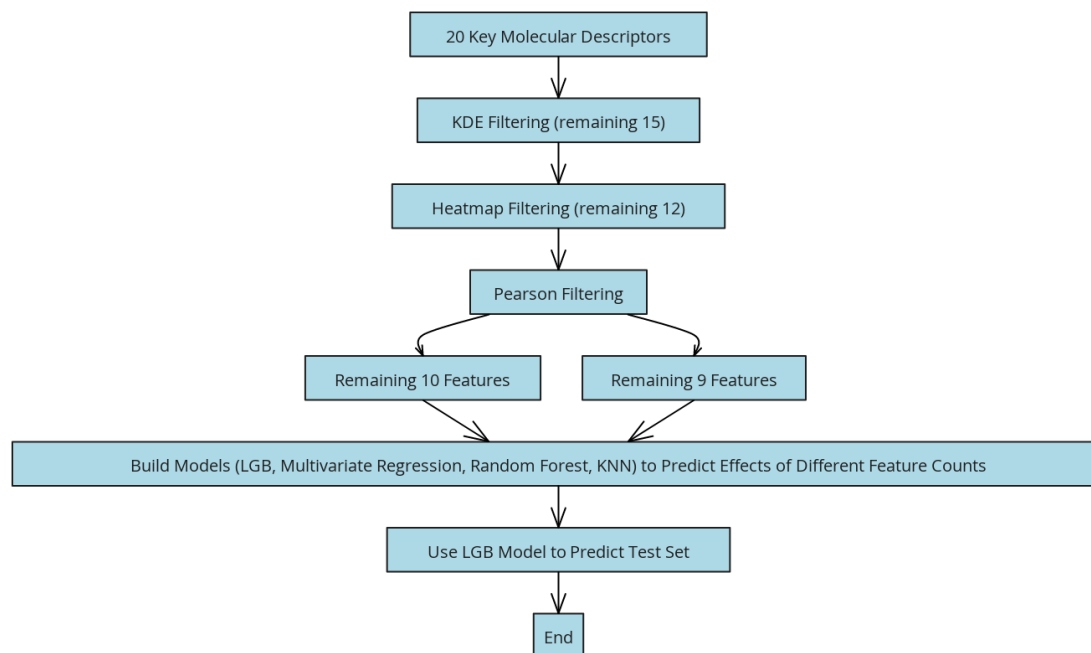 20 Key Molecular Descriptors
KDE Filtering (remaining 15)
Heatmap Filtering (remaining 12)
Pearson Filtering
Remaining 10 Features
Remaining 9 Features
Build Models (LGB, Multivariate Regression, Random Forest, KNN) to Predict Effects of Different Feature Counts
Use LGB Model to Predict Test Set
End